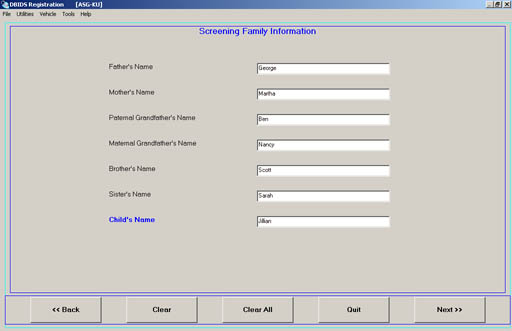 DBIDS Registration [ASG-KU]
File Utilities Vehicle Tools Help
Screening Family Information
Father's Name George
Mother's Name Martha
Paternal Grandfather's Name Ben
Maternal Grandfather's Name Nancy
Brother's Name Scott
Sister's Name Sarah
Child's Name Jillian
<< Back Clear Clear All Quit Next >>